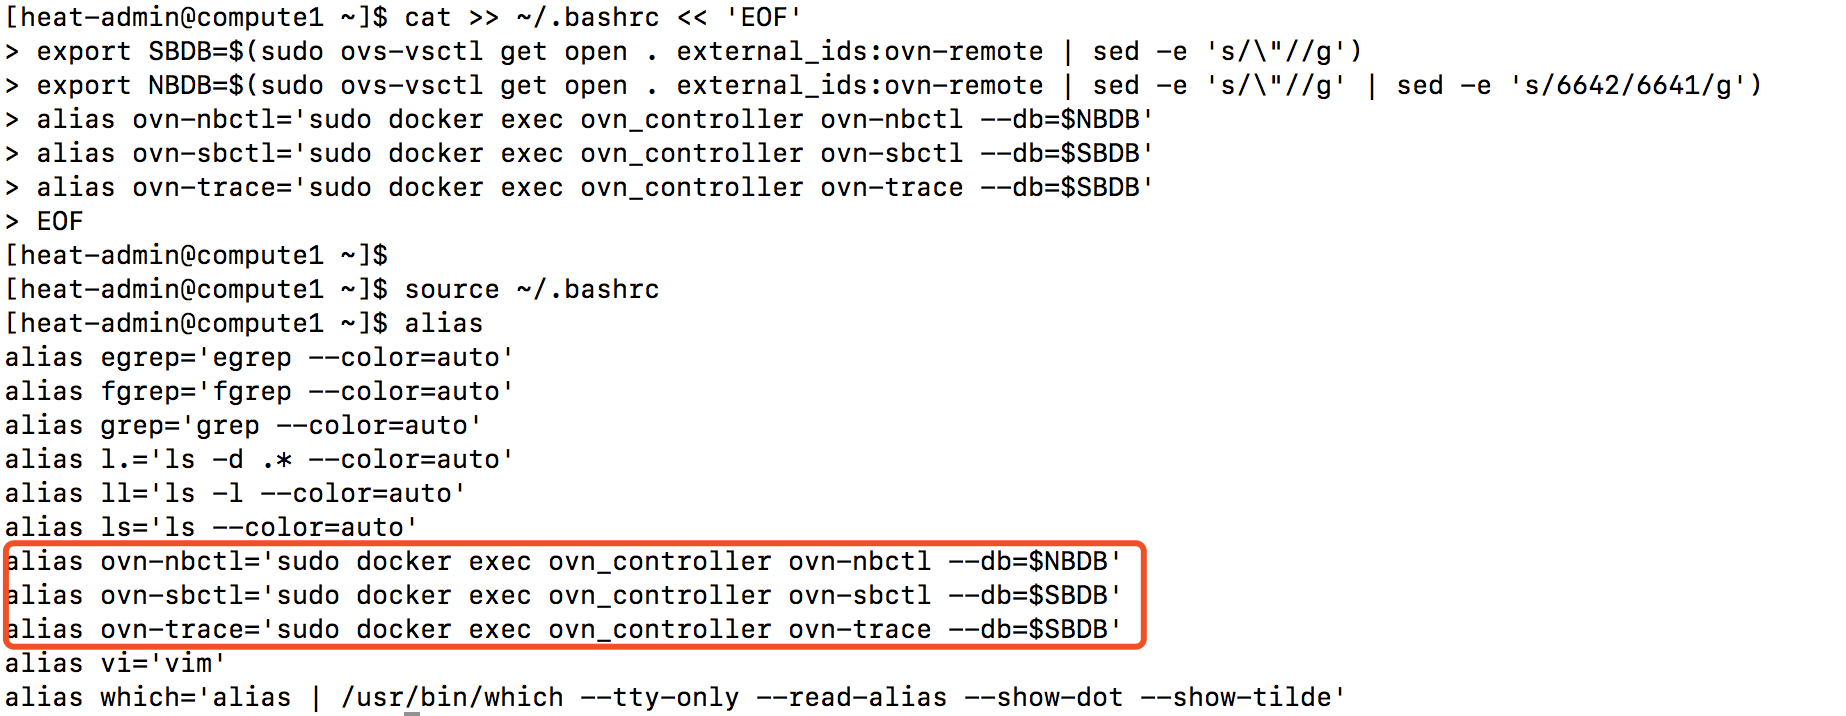 [heat-admin@compute1 ~]$ cat >> ~/.bashrc << 'EOF'
> export SBDB=$(sudo ovs-vsctl get open . external_ids:ovn-remote | sed -e 's/\"//g')
> export NBDB=$(sudo ovs-vsctl get open . external_ids:ovn-remote | sed -e 's/\"//g' | sed -e 's/6642/6641/g')
> alias ovn-nbctl='sudo docker exec ovn_controller ovn-nbctl --db=$NBDB'
> alias ovn-sbctl='sudo docker exec ovn_controller ovn-sbctl --db=$SBDB'
> alias ovn-trace='sudo docker exec ovn_controller ovn-trace --db=$SBDB'
> EOF
[heat-admin@compute1 ~]$
[heat-admin@compute1 ~]$ source ~/.bashrc
[heat-admin@compute1 ~]$ alias
alias egrep='egrep --color=auto'
alias fgrep='fgrep --color=auto'
alias grep='grep --color=auto'
alias l.='ls -d .* --color=auto'
alias ll='ls -l --color=auto'
alias ls='ls --color=auto'
alias ovn-nbctl='sudo docker exec ovn_controller ovn-nbctl --db=$NBDB'
alias ovn-sbctl='sudo docker exec ovn_controller ovn-sbctl --db=$SBDB'
alias ovn-trace='sudo docker exec ovn_controller ovn-trace --db=$SBDB'
alias vi='vim'
alias which='alias | /usr/bin/which --tty-only --read-alias --show-dot --show-tilde'